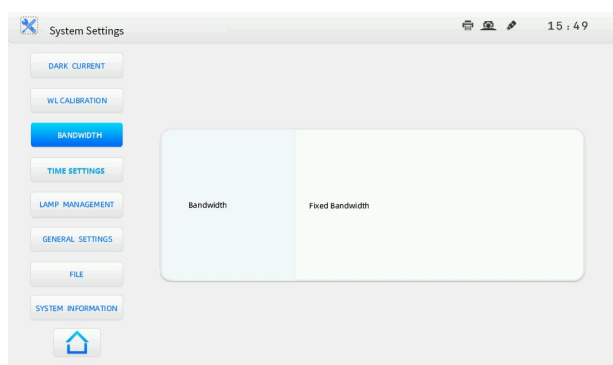 System Settings
15:49
DARK CURRENT
WL CALIBRATION
BANDWIDTH
TIME SETTINGS
LAMP MANAGEMENT
GENERAL SETTINGS
FILE
SYSTEM INFORMATION
Bandwidth
Fixed Bandwidth